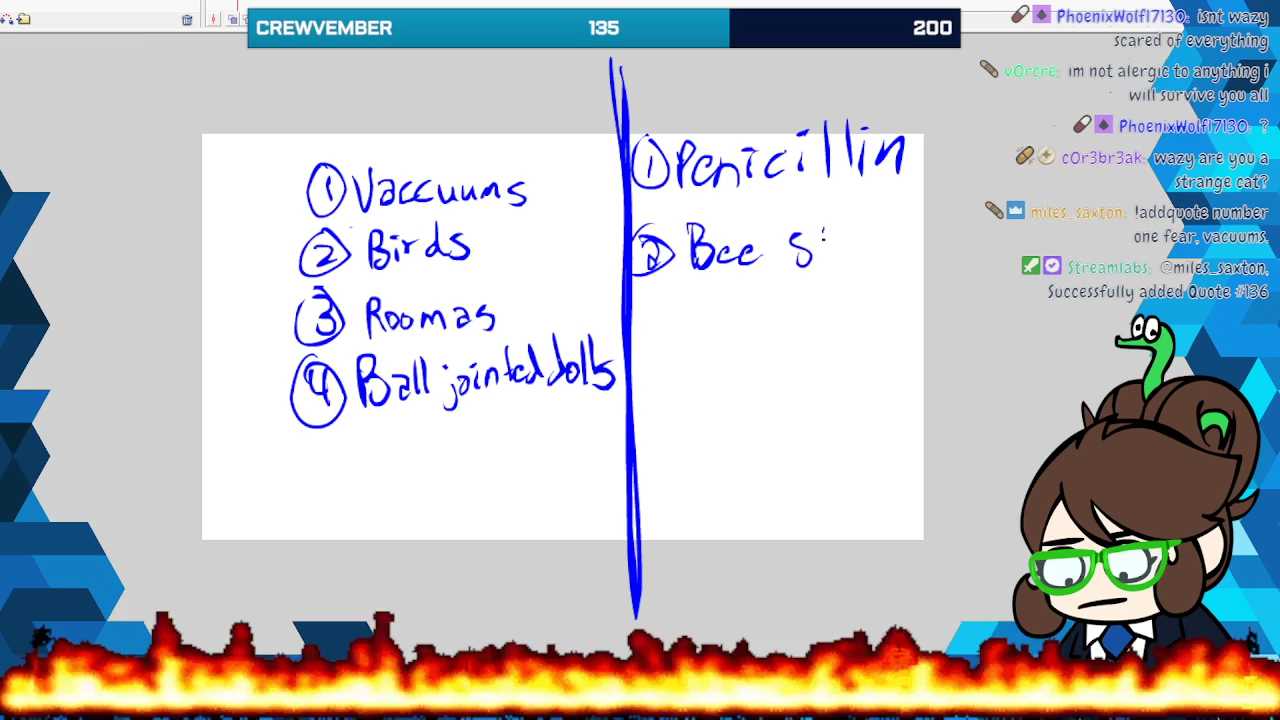 CREWVEMBER 135 200
① Vaccuums
② Birds
③ Roomas
④ Ball jointed dolls
① Penicillin
② Bee s
PhoenixWolf17130: isnt wazy
scared of everything
v0rcre: im not alergic to anything i
will survive you all
PhoenixWolf17130: ?
c0r3br3ak: wazy are you a
strange cat?
miles_saxton: !addquote number
one fear, vacuums.
Streamlabs: @miles_saxton,
Successfully added Quote #136